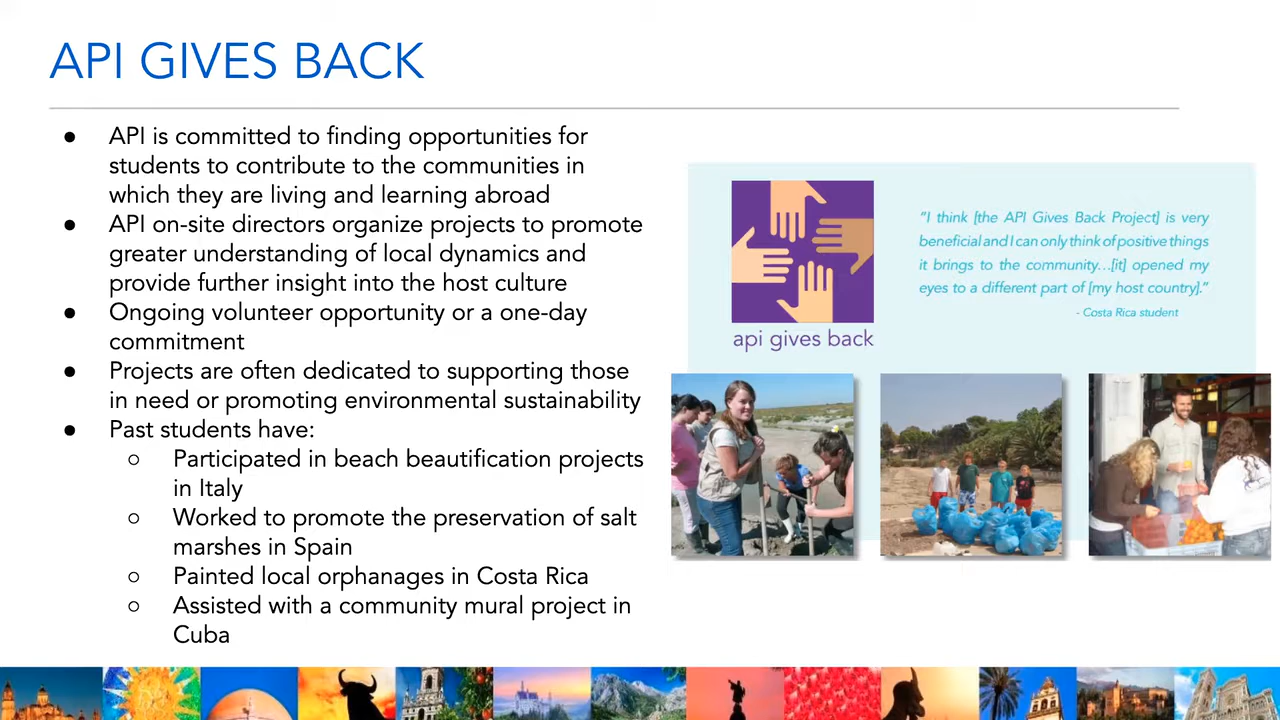 API GIVES BACK
● API is committed to finding opportunities for
students to contribute to the communities in
which they are living and learning abroad
● API on-site directors organize projects to promote
greater understanding of local dynamics and
provide further insight into the host culture
● Ongoing volunteer opportunity or a one-day
commitment
● Projects are often dedicated to supporting those
in need or promoting environmental sustainability
● Past students have:
○ Participated in beach beautification projects
in Italy
○ Worked to promote the preservation of salt
marshes in Spain
○ Painted local orphanages in Costa Rica
○ Assisted with a community mural project in
Cuba
api gives back
“I think [the API Gives Back Project] is very
beneficial and I can only think of positive things
it brings to the community…[it] opened my
eyes to a different part of [my host country].”
- Costa Rica student